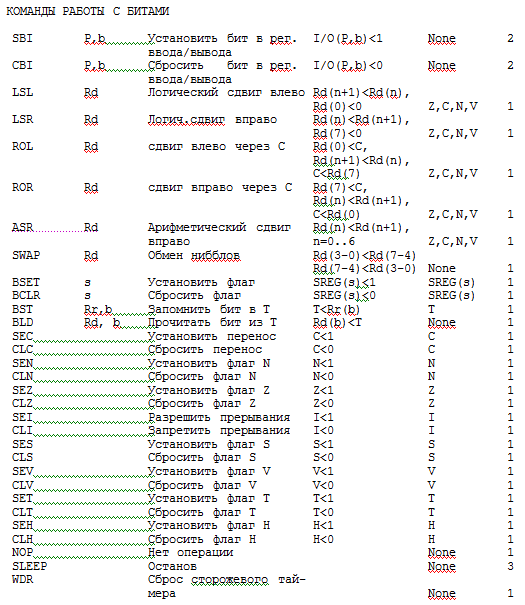 КОМАНДЫ РАБОТЫ С БИТАМИ
SBI P,b Установить бит в рег. I/O(P,b)<1 None 2
ввода/вывода
CBI P,b Сбросить бит в рег. I/O(P,b)<0 None 2
ввода/вывода
LSL Rd Логический сдвиг влево Rd(n+1)<Rd(n),
Rd(0)<0 Z,C,N,V 1
LSR Rd Логич.сдвиг вправо Rd(n)<Rd(n+1),
Rd(7)<0 Z,C,N,V 1
ROL Rd сдвиг влево через C Rd(0)<C,
Rd(n+1)<Rd(n),
C<Rd(7) Z,C,N,V 1
ROR Rd сдвиг вправо через C Rd(7)<C,
Rd(n)<Rd(n+1),
C<Rd(0) Z,C,N,V 1
ASR Rd Арифметический сдвиг Rd(n)<Rd(n+1),
вправо n=0..6 Z,C,N,V 1
SWAP Rd Обмен нибблов Rd(3-0)<Rd(7-4)
Rd(7-4)<Rd(3-0) None 1
BSET s Установить флаг SREG(s)<1 SREG(s) 1
BCLR s Сбросить флаг SREG(s)<0 SREG(s) 1
BST Rr,b Запомнить бит в T T<Rr(b) T 1
BLD Rd, b Прочитать бит из T Rd(b)<T None 1
SEC Установить перенос C<1 C 1
CLC Сбросить перенос C<0 C 1
SEN Установить флаг N N<1 N 1
CLN Сбросить флаг N N<0 N 1
SEZ Установить флаг Z Z<1 Z 1
CLZ Сбросить флаг Z Z<0 Z 1
SEI Разрешить прерывания I<1 I 1
CLI Запретить прерывания I<0 I 1
SES Установить флаг S S<1 S 1
CLS Сбросить флаг S S<0 S 1
SEV Установить флаг V V<1 V 1
CLV Сбросить флаг V V<0 V 1
SET Установить флаг T T<1 T 1
CLT Сбросить флаг T T<0 T 1
SEH Установить флаг H H<1 H 1
CLH Сбросить флаг H H<0 H 1
NOP Нет операции None 1
SLEEP Останов None 3
WDR Сброс сторожевого тай-
мера None 1